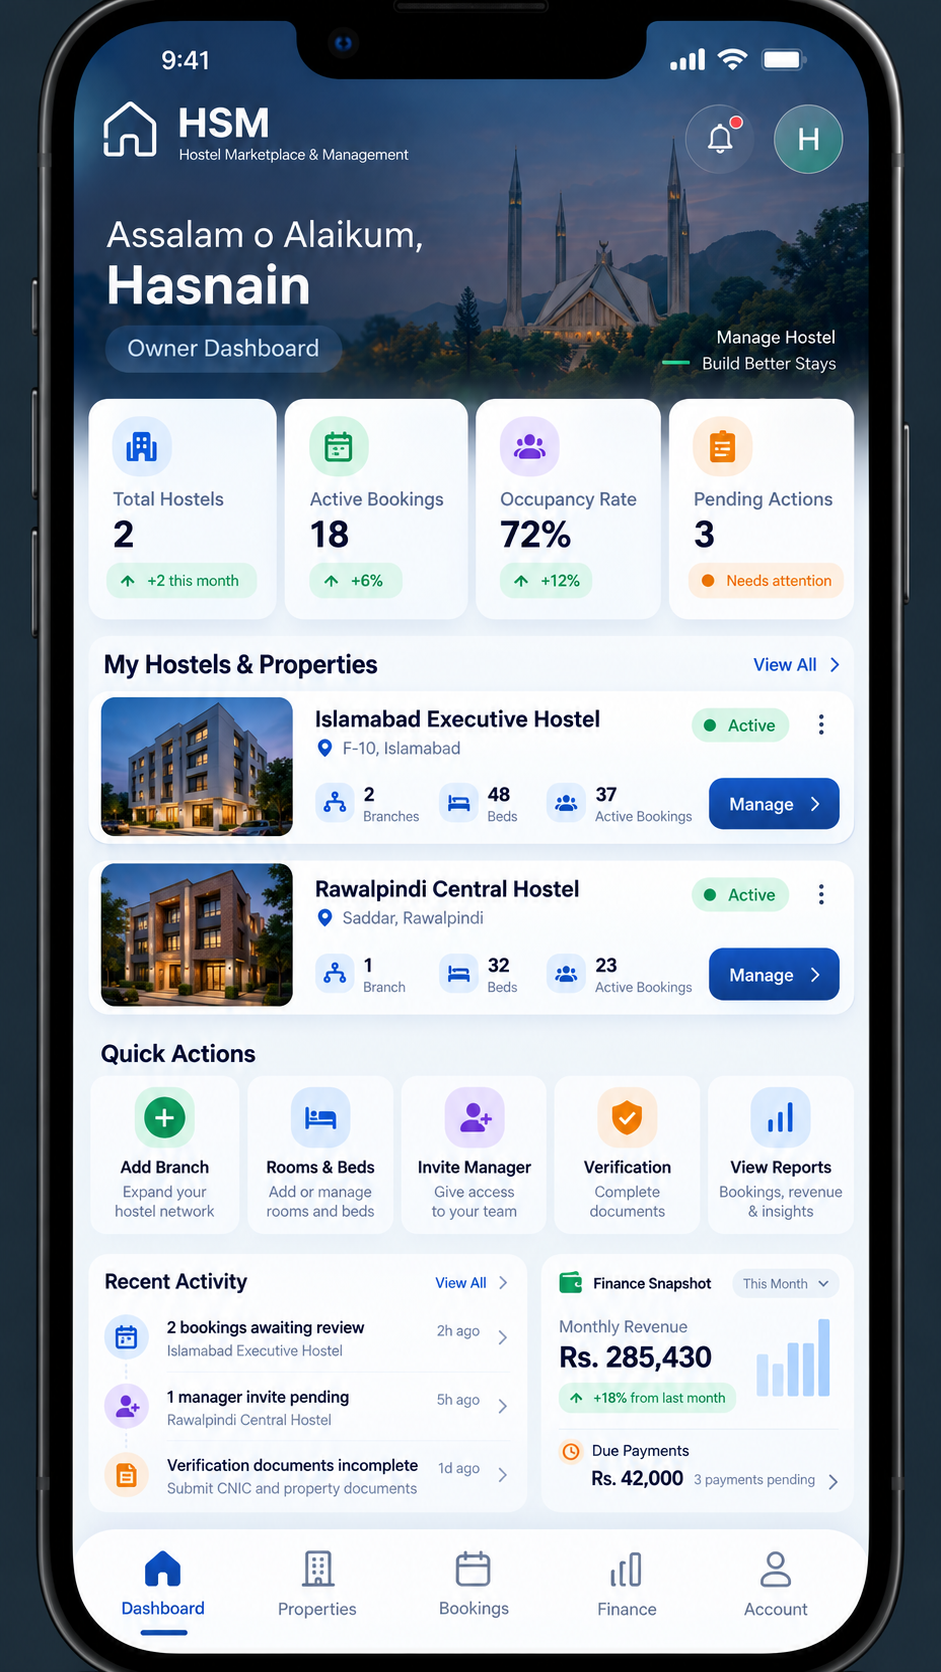 9:41
HSM
Hostel Marketplace & Management
H
Assalam o Alaikum,
Hasnain
Owner Dashboard
Manage Hostel
Build Better Stays
Total Hostels
2
+2 this month
Active Bookings
18
+6%
Occupancy Rate
72%
+12%
Pending Actions
3
Needs attention
My Hostels & Properties
View All
Islamabad Executive Hostel
Active
F-10, Islamabad
2
Branches
48
Beds
37
Active Bookings
Manage
Rawalpindi Central Hostel
Active
Saddar, Rawalpindi
1
Branch
32
Beds
23
Active Bookings
Manage
Quick Actions
Add Branch
Expand your
hostel network
Rooms & Beds
Add or manage
rooms and beds
Invite Manager
Give access
to your team
Verification
Complete
documents
View Reports
Bookings, revenue
& insights
Recent Activity
View All
2 bookings awaiting review
2h ago
Islamabad Executive Hostel
1 manager invite pending
5h ago
Rawalpindi Central Hostel
Verification documents incomplete
1d ago
Submit CNIC and property documents
Finance Snapshot
This Month
Monthly Revenue
Rs. 285,430
+18% from last month
Due Payments
Rs. 42,000
3 payments pending
Dashboard
Properties
Bookings
Finance
Account